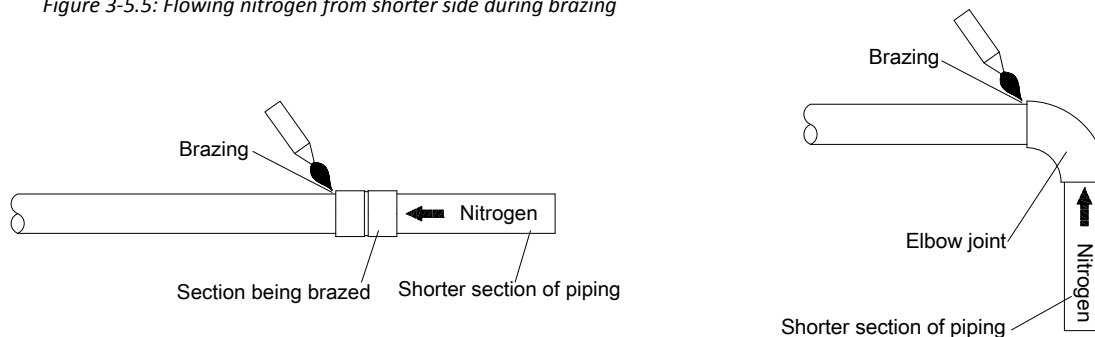 Figure 3-5.5: Flowing nitrogen from shorter side during brazing
Brazing
Nitrogen
Section being brazed
Shorter section of piping
Brazing
Elbow joint
Nitrogen
Shorter section of piping